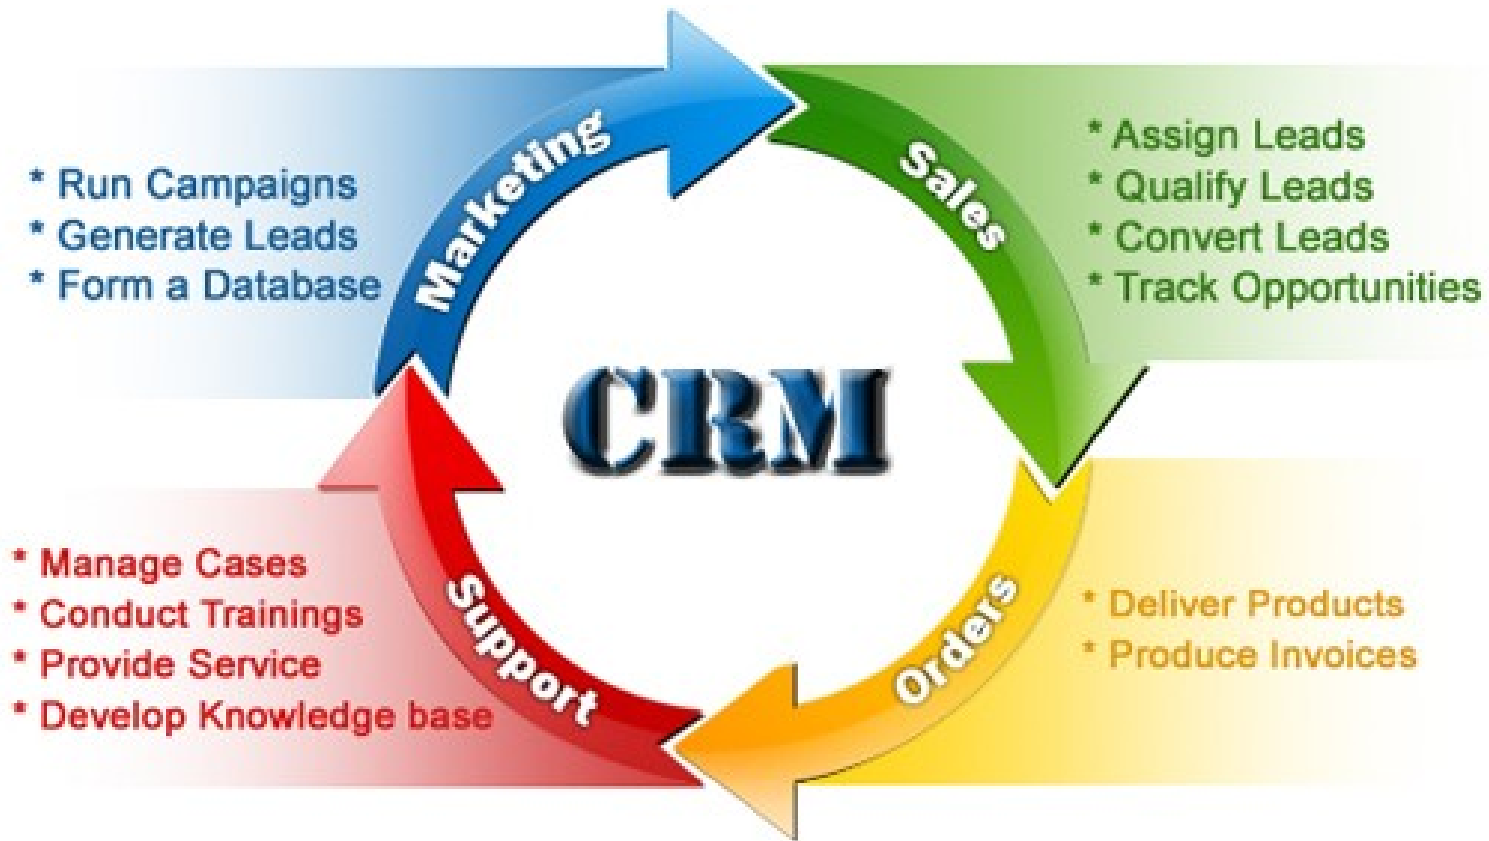 Marketing
* Run Campaigns
* Generate Leads
* Form a Database
Sales
* Assign Leads
* Qualify Leads
* Convert Leads
* Track Opportunities
CRM
Orders
* Deliver Products
* Produce Invoices
Support
* Manage Cases
* Conduct Trainings
* Provide Service
* Develop Knowledge base